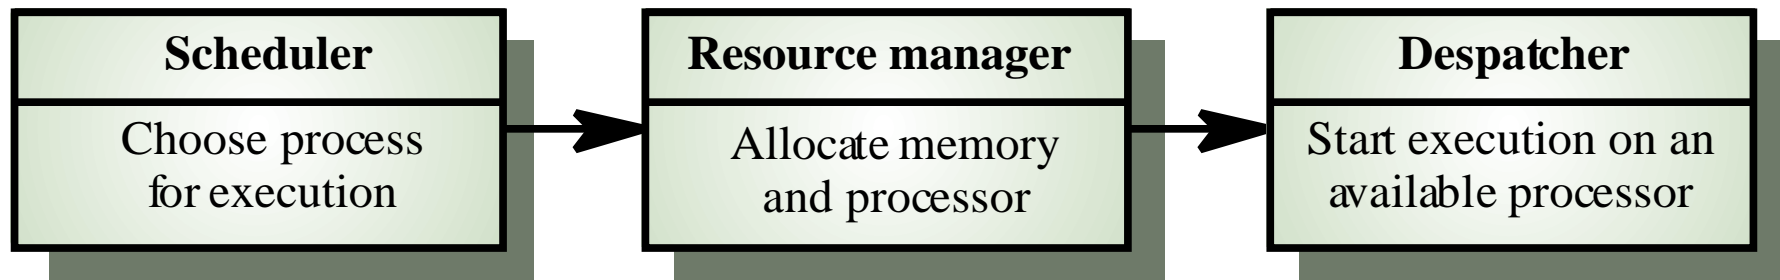 Scheduler
Choose process
for execution
Resource manager
Allocate memory
and processor
Despatcher
Start execution on an
available processor